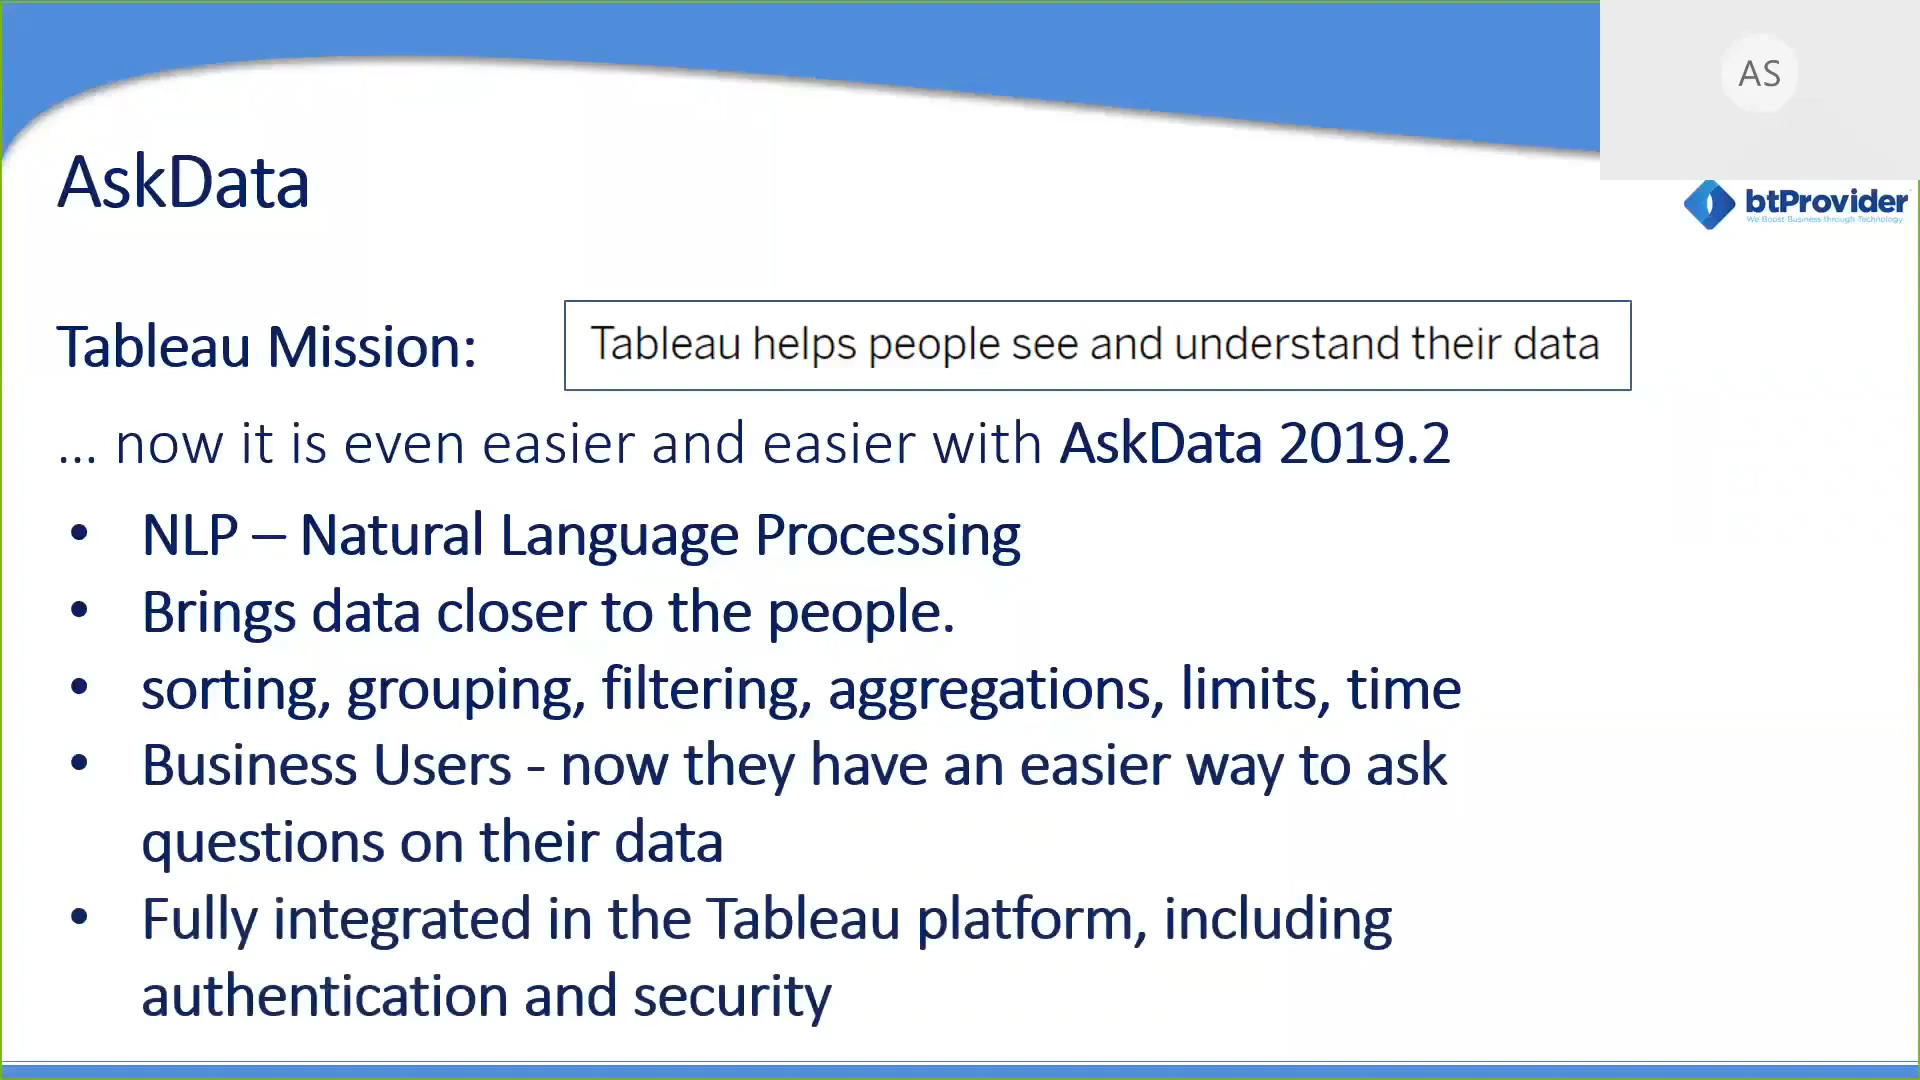 AS
AskData
btProvider
We Boost Business through Technology
Tableau Mission:
Tableau helps people see and understand their data
... now it is even easier and easier with AskData 2019.2
• NLP – Natural Language Processing
• Brings data closer to the people.
• sorting, grouping, filtering, aggregations, limits, time
• Business Users - now they have an easier way to ask
questions on their data
• Fully integrated in the Tableau platform, including
authentication and security